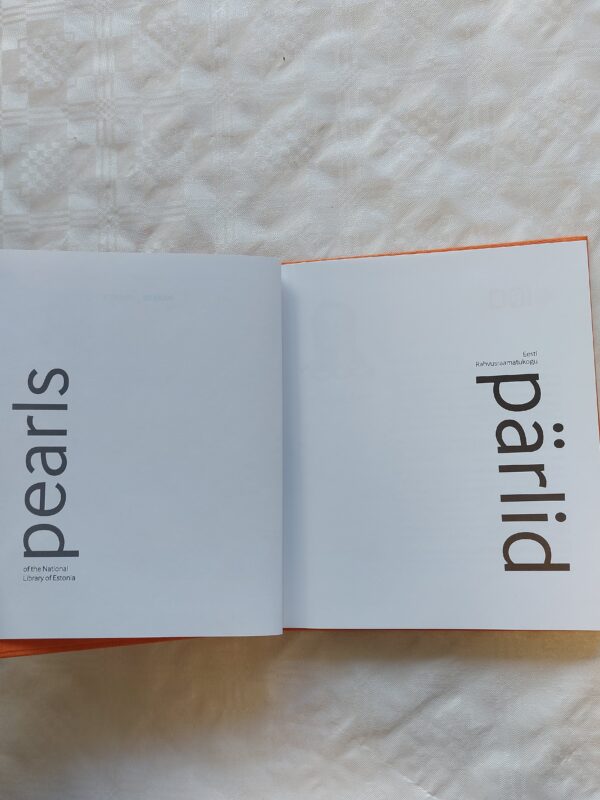 pearls
of the National
Library of Estonia
Eesti
Rahvusraamatukogu
pärlid